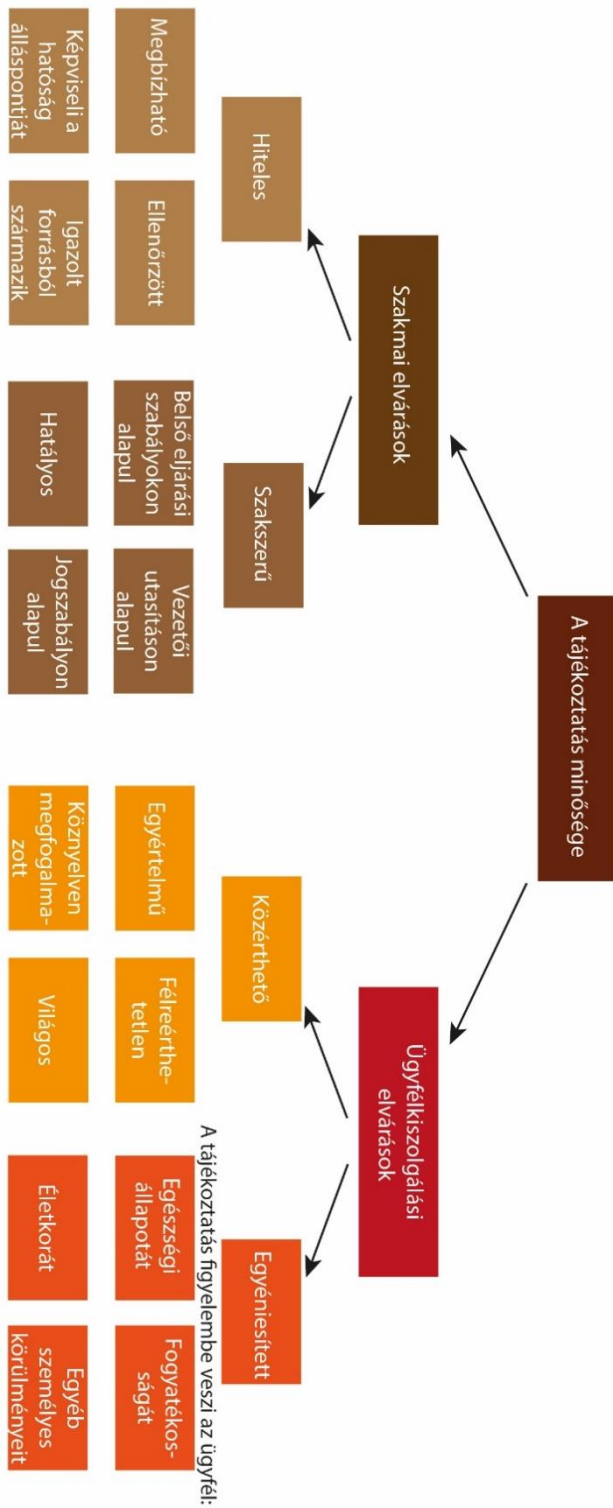 A tájékoztatás minősége
Szakmai elvárások
Ügyfélkiszolgálási
elvárások
Hiteles
Szakszerű
Közérthető
Egyéniesített
A tájékoztatás figyelembe veszi az ügyfél:
Megbízható
Ellenőrzött
Belső eljárási
szabályokon
alapul
Vezetői
utasításon
alapul
Egyértelmű
Félreérthe-
tetlen
Egészségi
állapotát
Fogyatékos-
ságát
Képviseli a
hatóság
álláspontját
Igazolt
forrásból
származik
Hatályos
Jogszabályon
alapul
Köznyelven
megfogalma-
zott
Világos
Életkorát
Egyéb
személyes
körülményeit